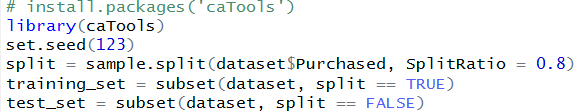 # install.packages('caTools')
library(caTools)
set.seed(123)
split = sample.split(dataset$Purchased, SplitRatio = 0.8)
training_set = subset(dataset, split == TRUE)
test_set = subset(dataset, split == FALSE)